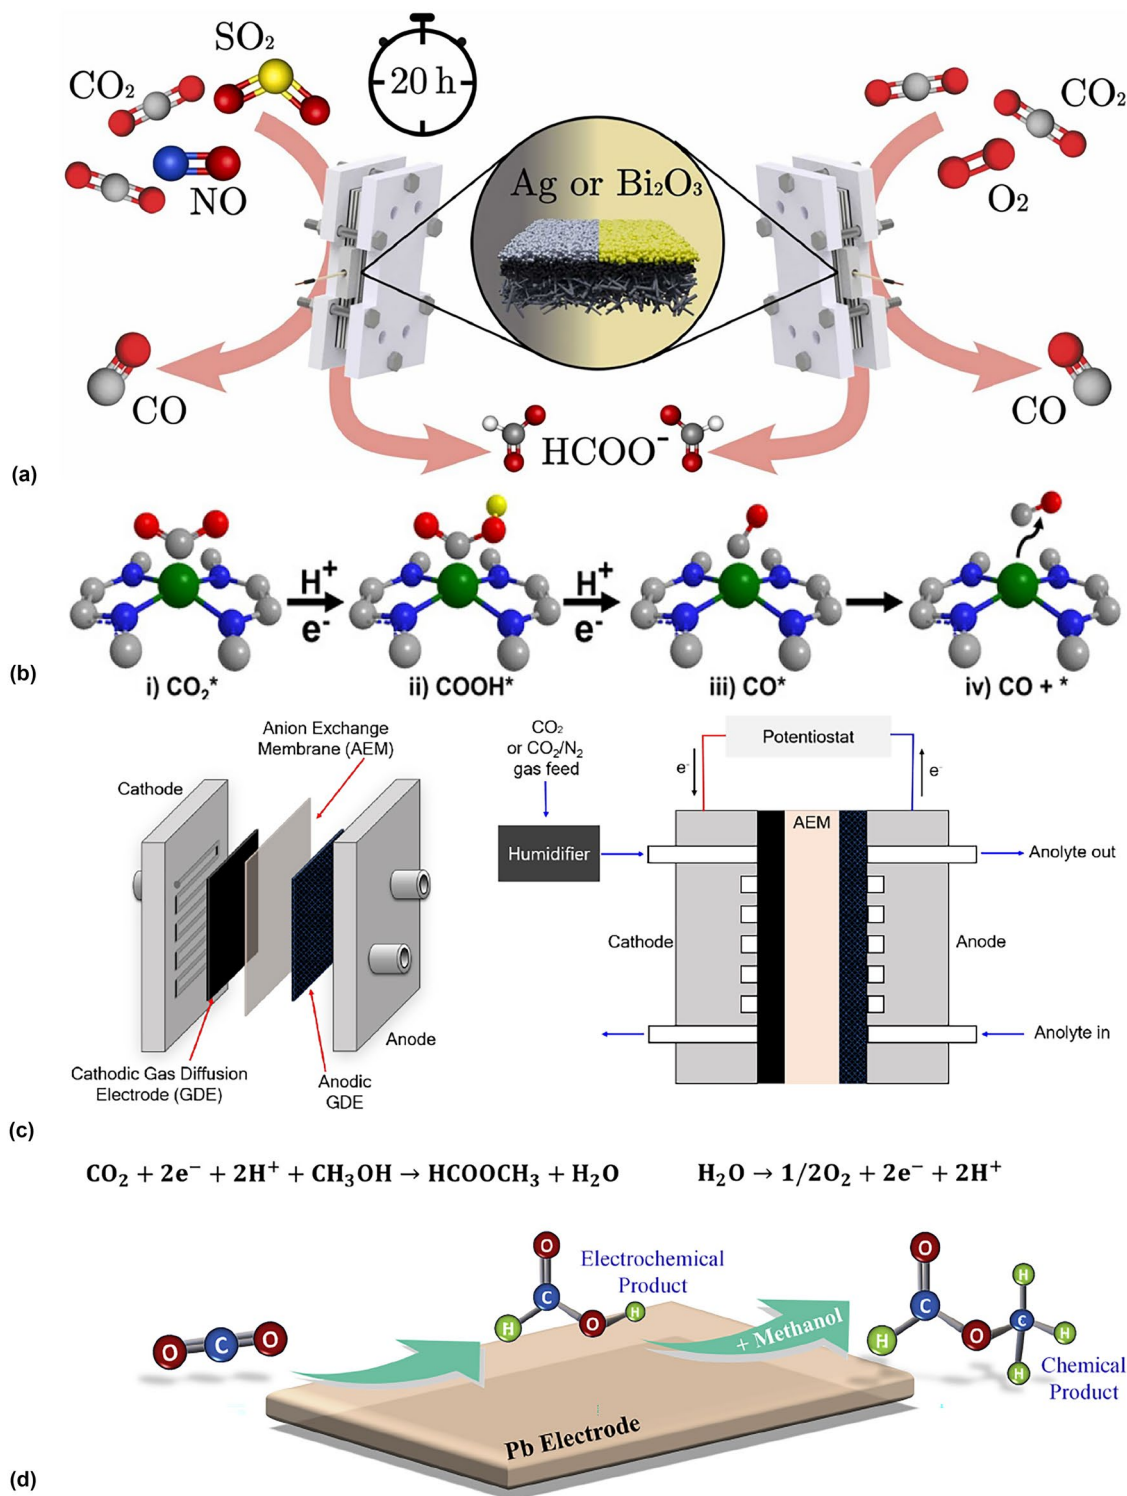 SO₂
CO₂
20 h
CO₂
NO
O₂
Ag or Bi₂O₃
CO
HCOO⁻
CO
(a)
H⁺
e⁻
H⁺
e⁻
i) CO₂*
ii) COOH*
iii) CO*
iv) CO + *
(b)
Anion Exchange
Membrane (AEM)
Cathode
Cathodic Gas Diffusion
Electrode (GDE)
Anodic
GDE
Anode
CO₂
or CO₂/N₂
gas feed
Potentiostat
e⁻
e⁻
Humidifier
AEM
Anolyte out
Cathode
Anode
Anolyte in
(c)
CO₂ + 2e⁻ + 2H⁺ + CH₃OH → HCOOCH₃ + H₂O
H₂O → 1/2O₂ + 2e⁻ + 2H⁺
O C O
O
C
H
O
H
Electrochemical
Product
+ Methanol
O
C
H
O
H
C
H
H
Chemical
Product
Pb Electrode
(d)